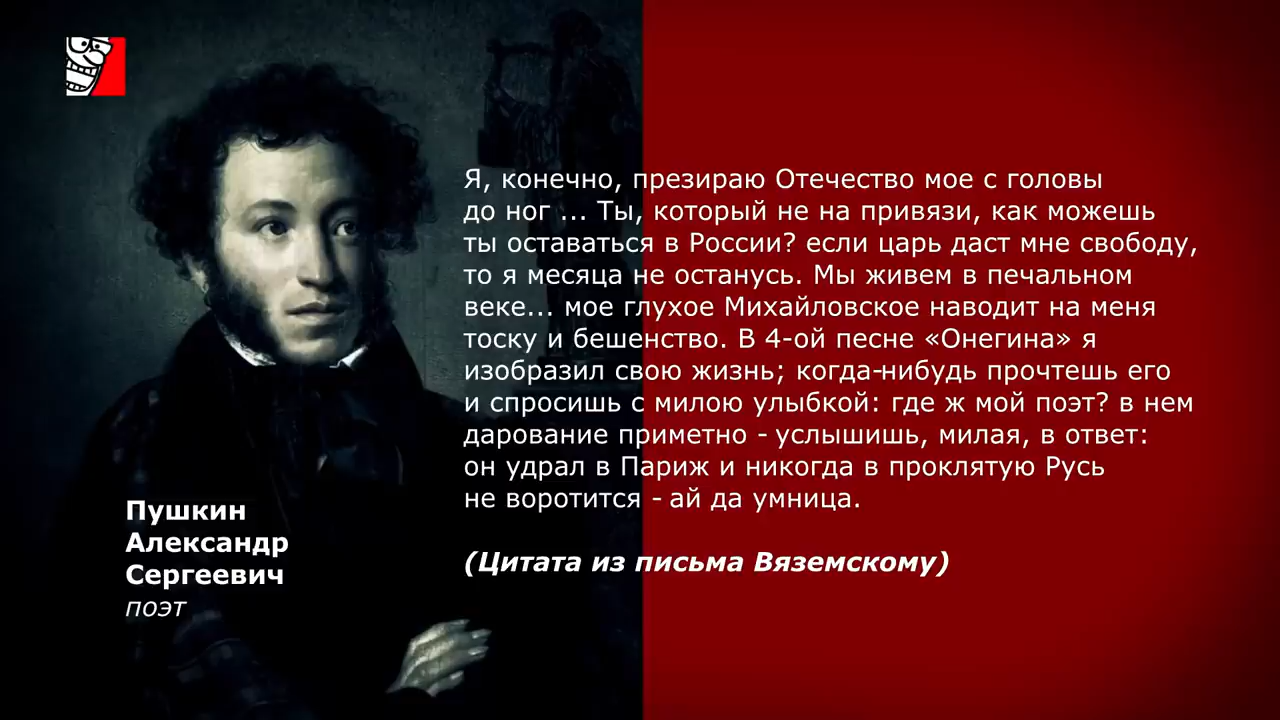 Я, конечно, презираю Отечество мое с головы
до ног ... Ты, который не на привязи, как можешь
ты оставаться в России? если царь даст мне свободу,
то я месяца не останусь. Мы живем в печальном
веке... мое глухое Михайловское наводит на меня
тоску и бешенство. В 4-ой песне «Онегина» я
изобразил свою жизнь; когда-нибудь прочтешь его
и спросишь с милою улыбкой: где ж мой поэт? в нем
дарование приметно - услышишь, милая, в ответ:
он удрал в Париж и никогда в проклятую Русь
не воротится - ай да умница.
(Цитата из письма Вяземскому)
Пушкин
Александр
Сергеевич
поэт